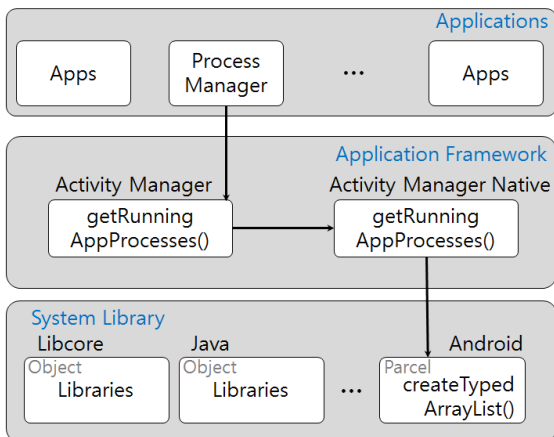 Applications
Apps
Process
Manager
...
Apps
Application Framework
Activity Manager
Activity Manager Native
getRunning
AppProcesses()
getRunning
AppProcesses()
System Library
Libcore
Java
Android
Object
Libraries
Object
Libraries
...
Parcel
createTyped
ArrayList()